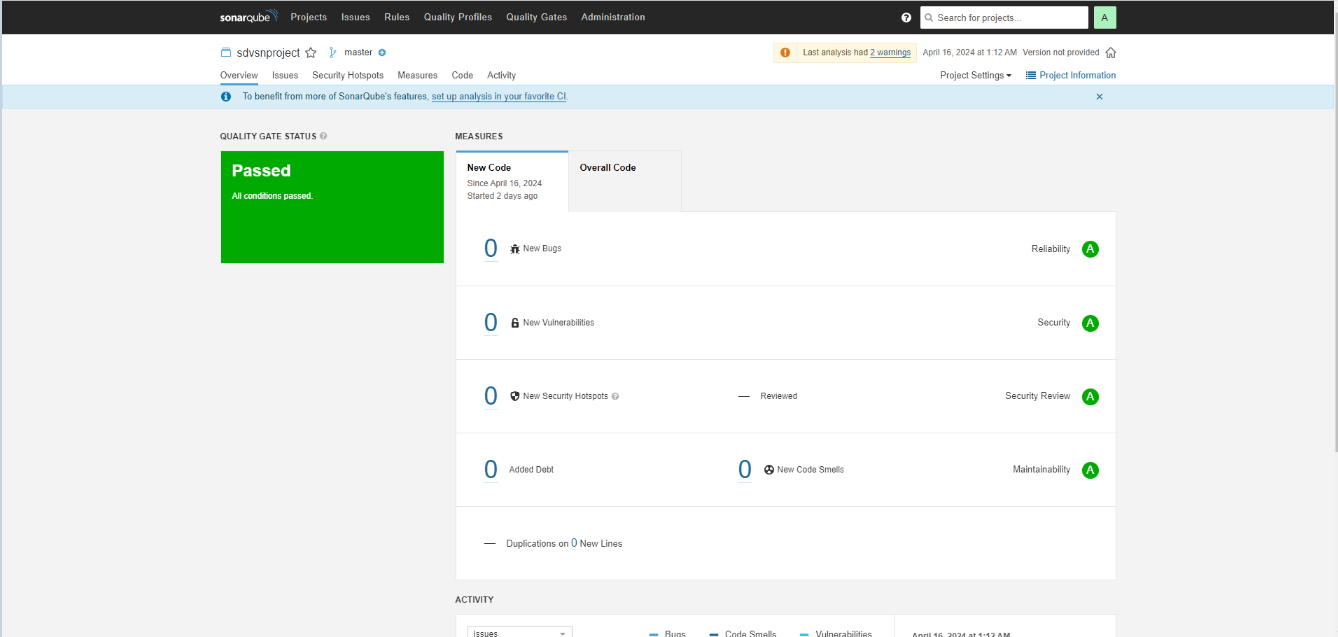 sonarqube Projects Issues Rules Quality Profiles Quality Gates Administration ? Search for projects... A
sdvsnproject master Last analysis had 2 warnings April 16, 2024 at 1:12 AM Version not provided
Overview Issues Security Hotspots Measures Code Activity Project Settings Project Information
To benefit from more of SonarQube's features, set up analysis in your favorite CI.
QUALITY GATE STATUS
MEASURES
Passed
All conditions passed.
New Code
Since April 16, 2024
Started 2 days ago
Overall Code
0 New Bugs Reliability A
0 New Vulnerabilities Security A
0 New Security Hotspots — Reviewed Security Review A
0 Added Debt 0 New Code Smells Maintainability A
— Duplications on 0 New Lines
ACTIVITY
Issues Bugs Code Smells Vulnerabilities April 16, 2024 at 1:12 AM